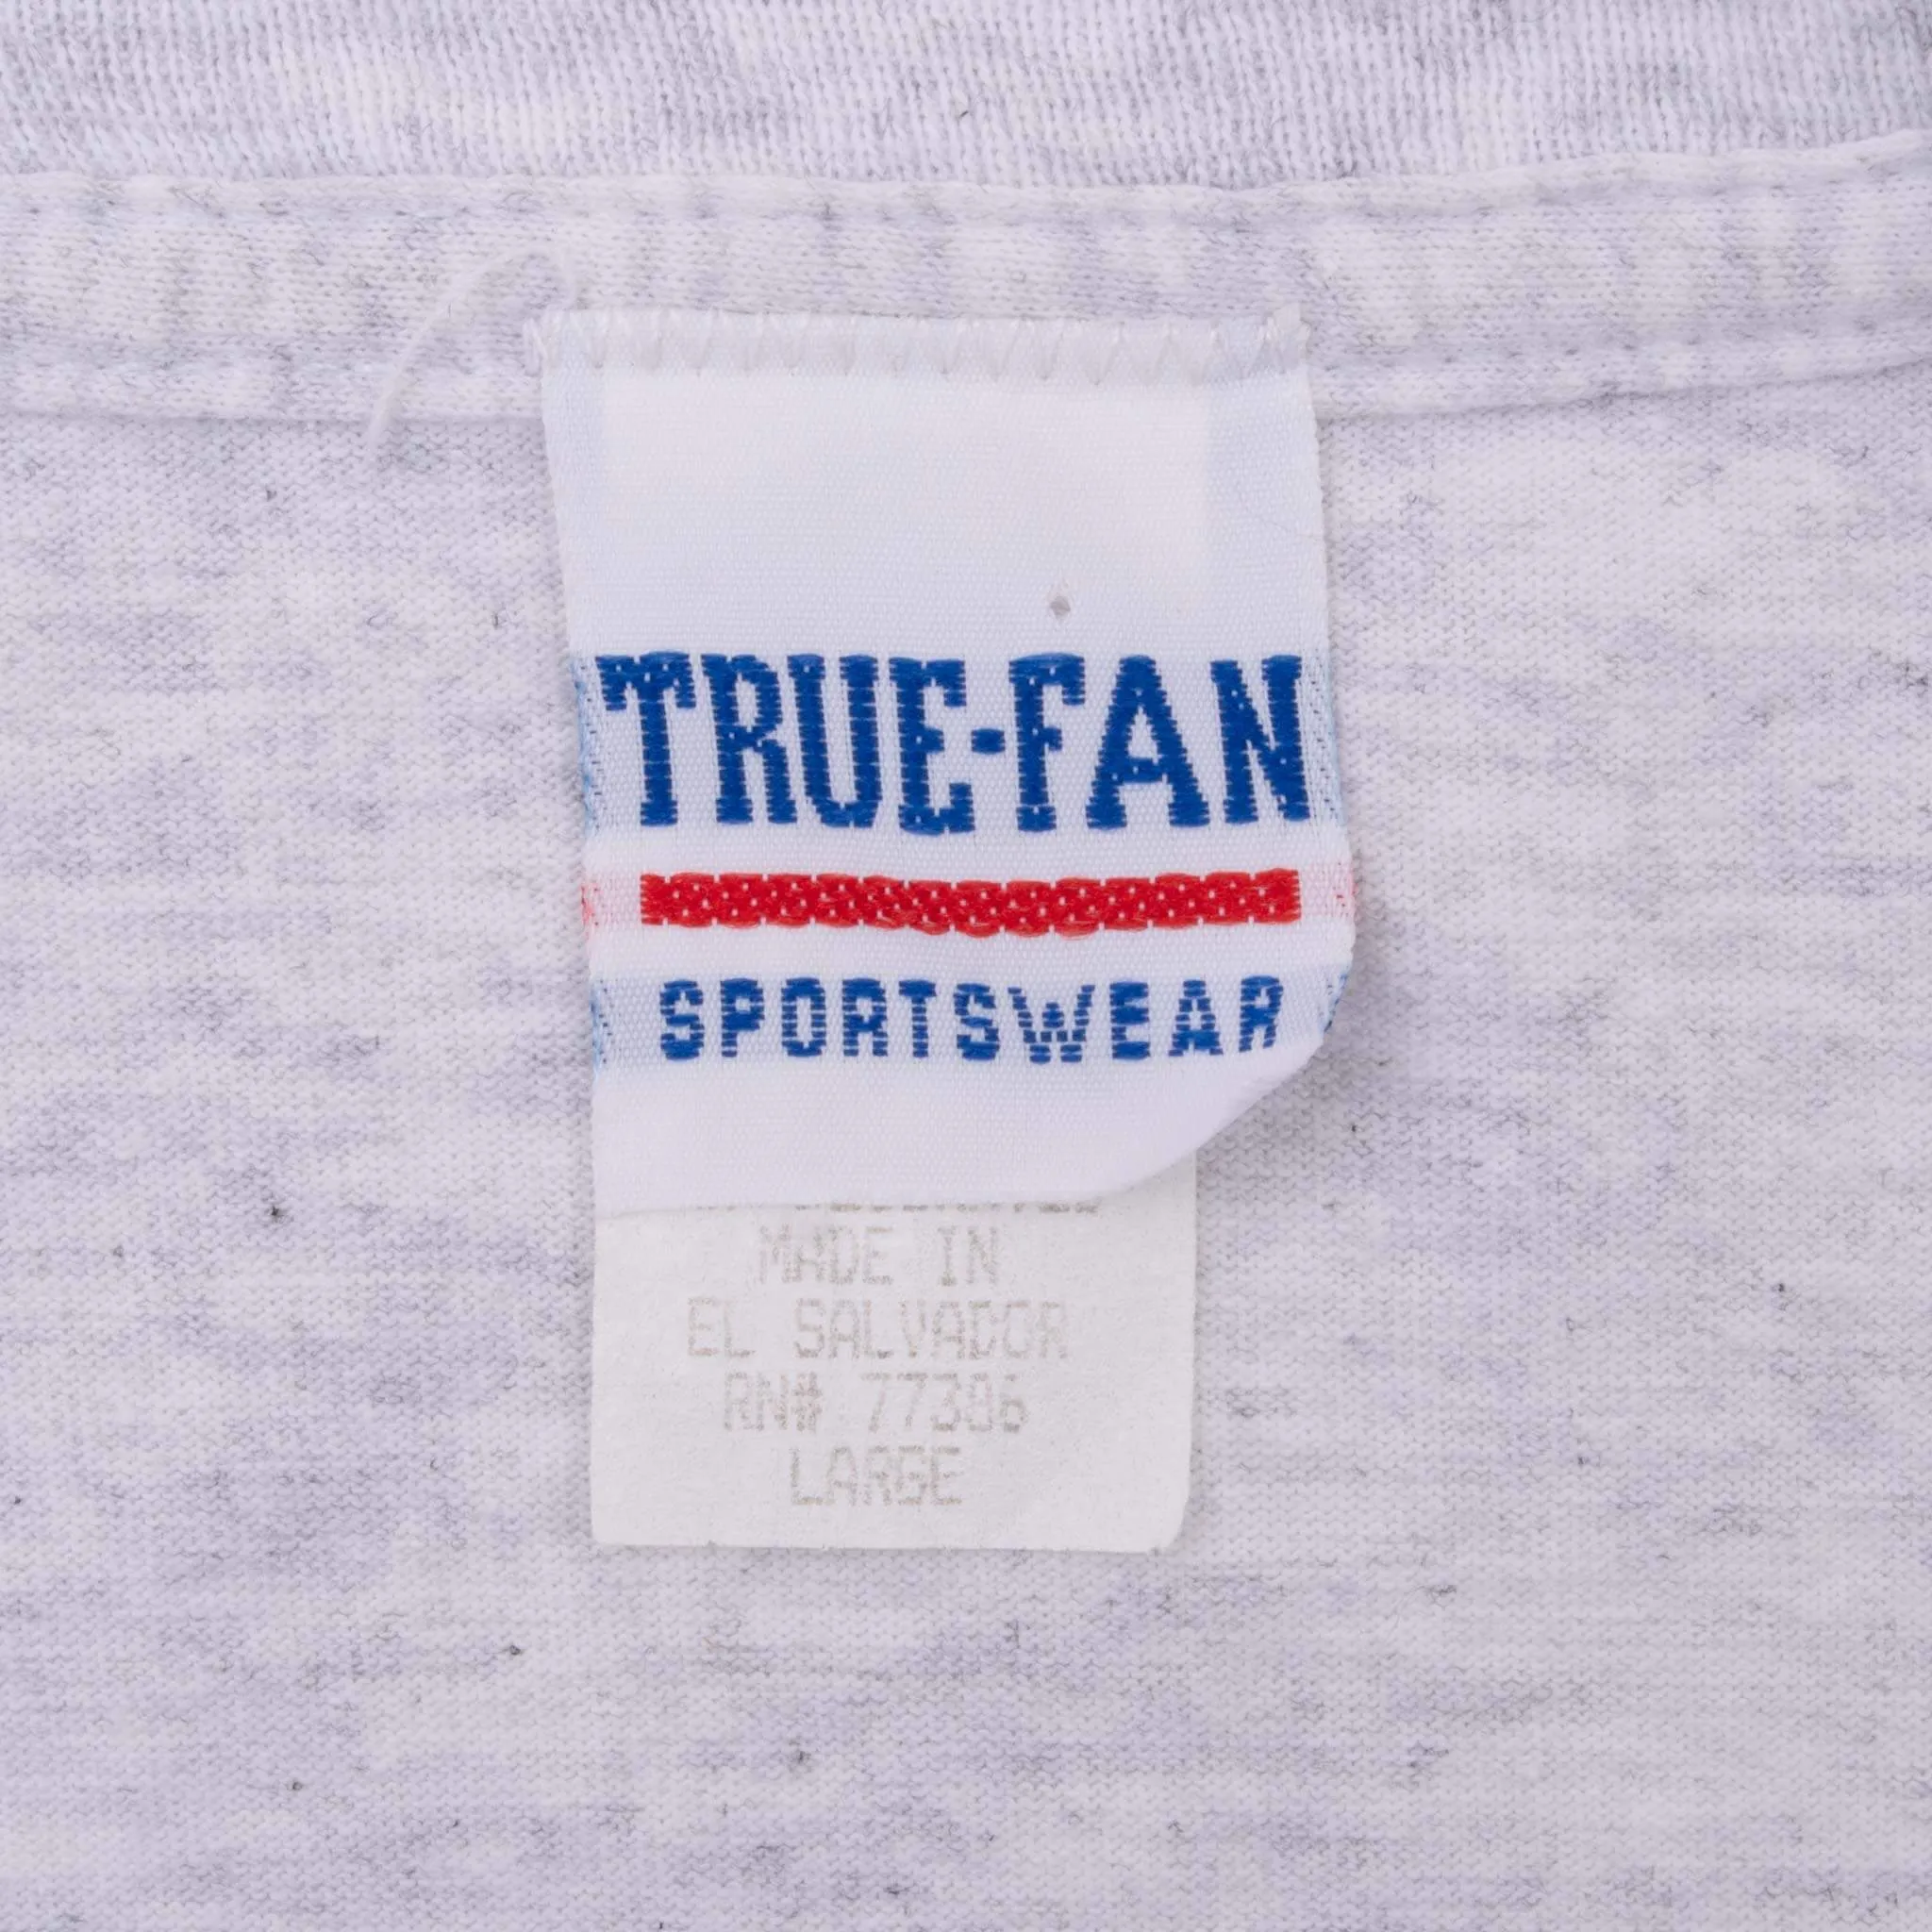 TRUE-FAN
SPORTSWEAR
MADE IN
EL SALVADOR
RN# 77386
LARGE